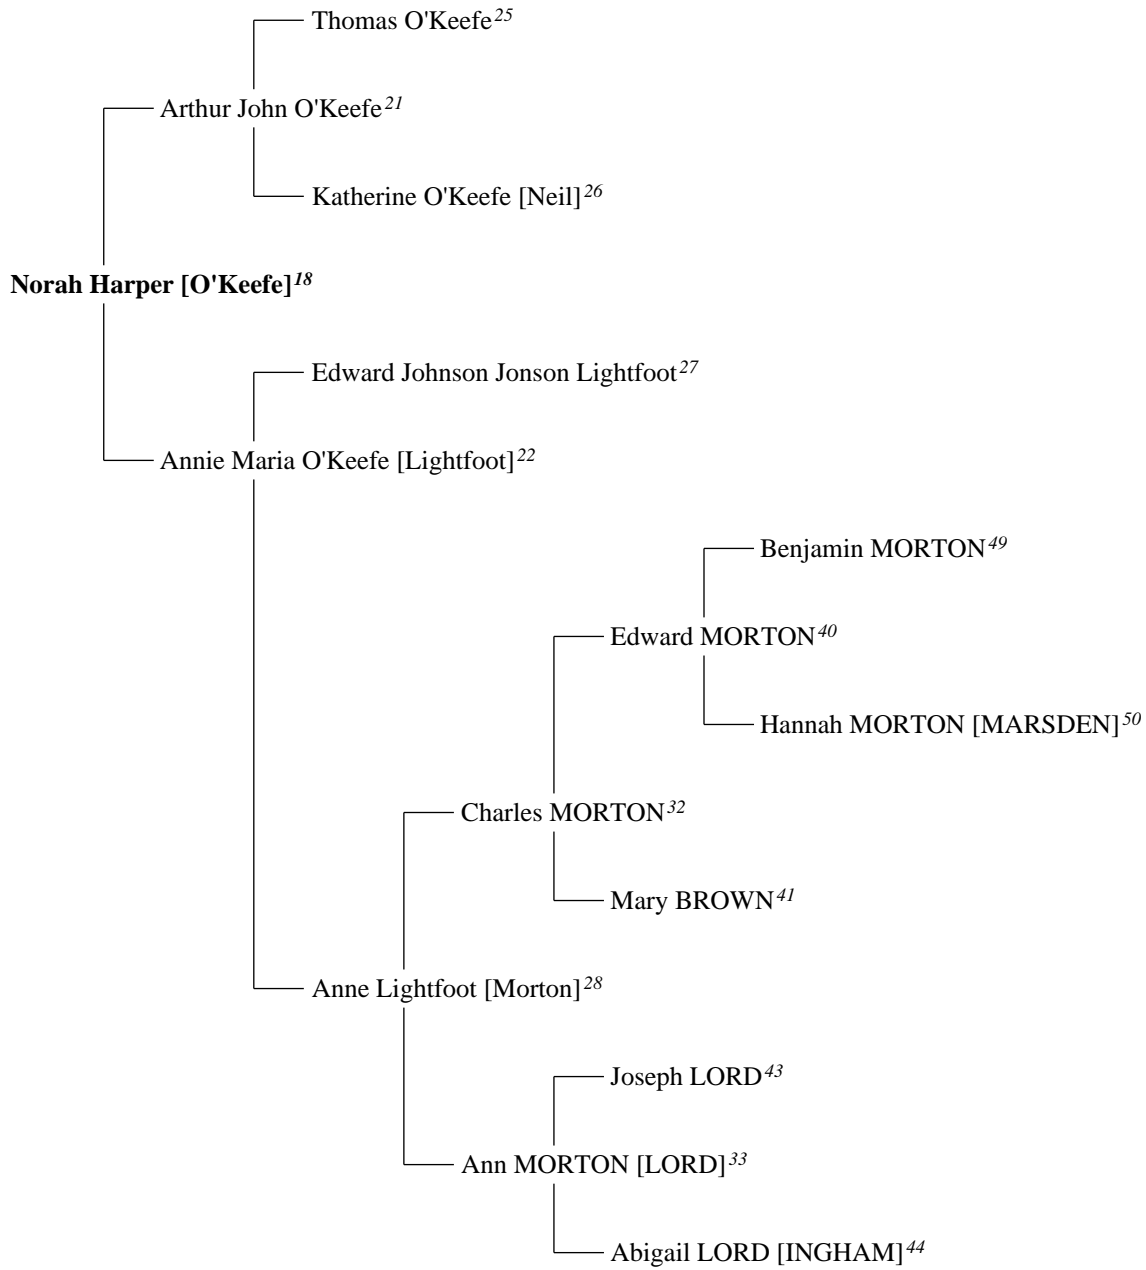 Thomas O'Keefe25
Arthur John O'Keefe21
Katherine O'Keefe [Neil]26
Norah Harper [O'Keefe]18
Edward Johnson Jonson Lightfoot27
Annie Maria O'Keefe [Lightfoot]22
Benjamin MORTON49
Edward MORTON40
Hannah MORTON [MARSDEN]50
Charles MORTON32
Mary BROWN41
Anne Lightfoot [Morton]28
Joseph LORD43
Ann MORTON [LORD]33
Abigail LORD [INGHAM]44